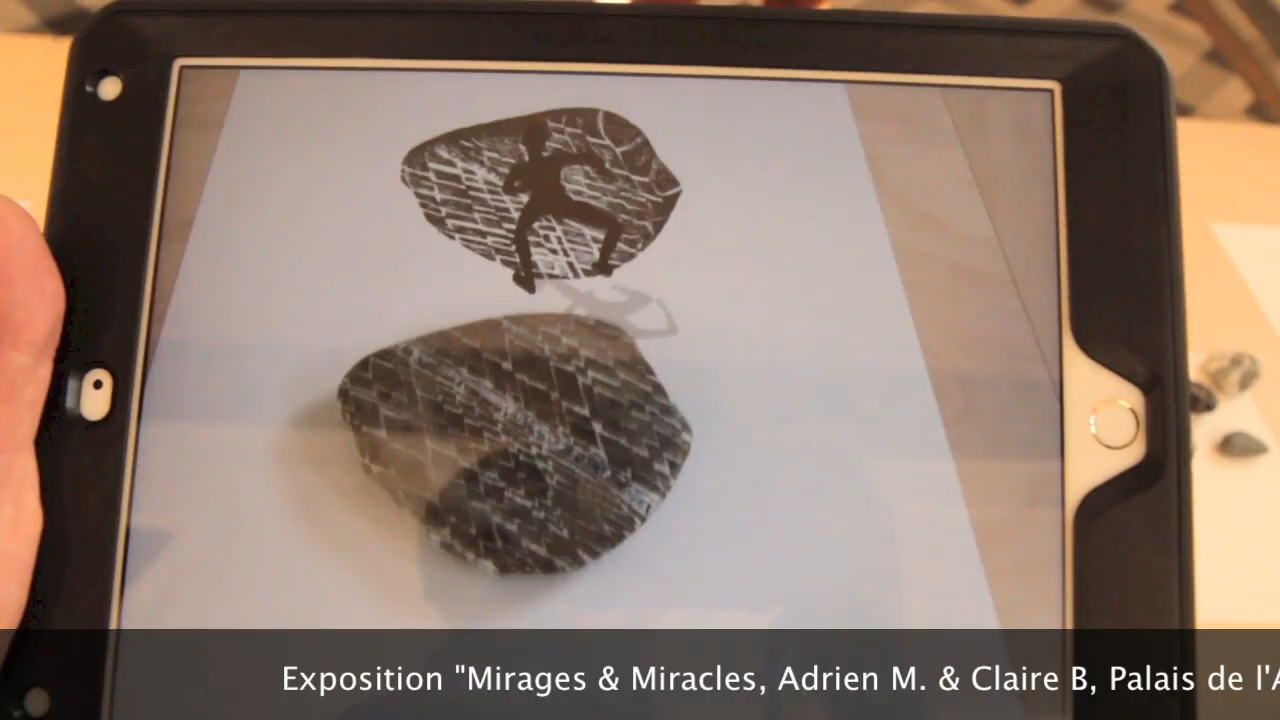 Exposition "Mirages & Miracles, Adrien M. & Claire B, Palais de l'A